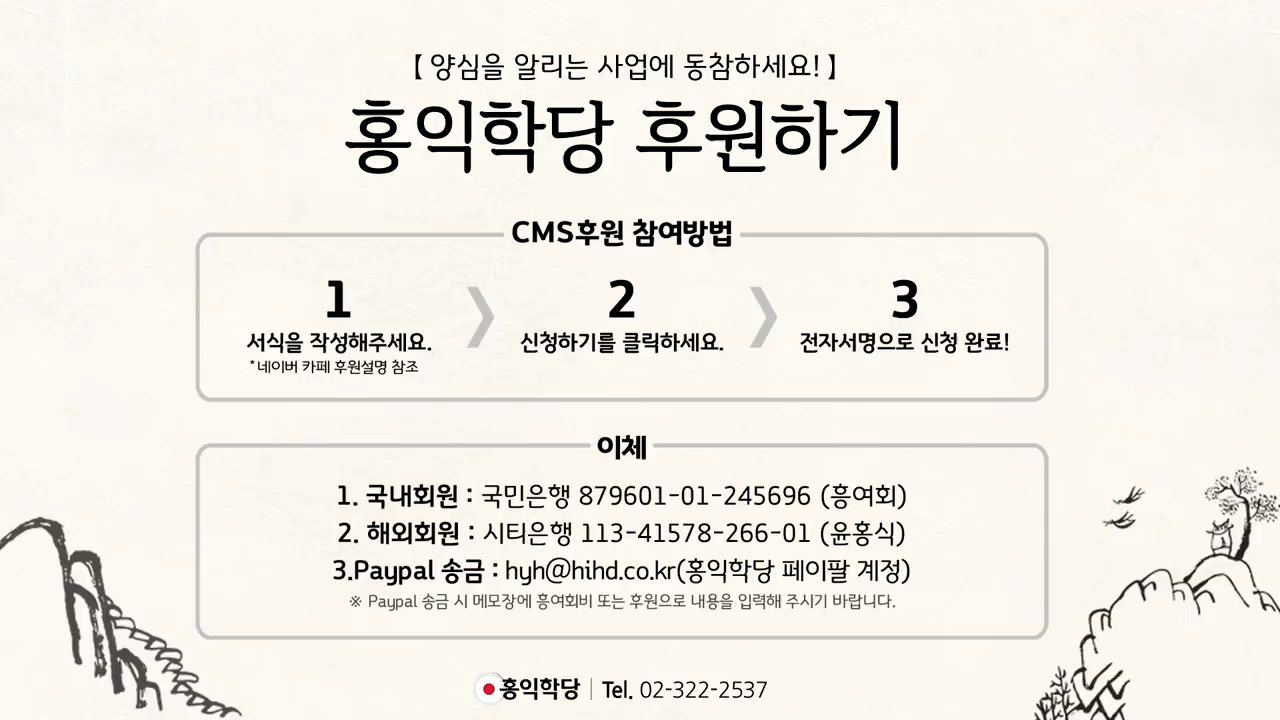 【 양심을 알리는 사업에 동참하세요! 】
홍익학당 후원하기
CMS후원 참여방법
1
서식을 작성해주세요.
*네이버 카페 후원설명 참조
2
신청하기를 클릭하세요.
3
전자서명으로 신청 완료!
이체
1. 국내회원 : 국민은행 879601-01-245696 (흥여회)
2. 해외회원 : 시티은행 113-41578-266-01 (윤홍식)
3.Paypal 송금 : hyh@hihd.co.kr(홍익학당 페이팔 계정)
※ Paypal 송금 시 메모장에 흥여회비 또는 후원으로 내용을 입력해 주시기 바랍니다.
홍익학당 | Tel. 02-322-2537